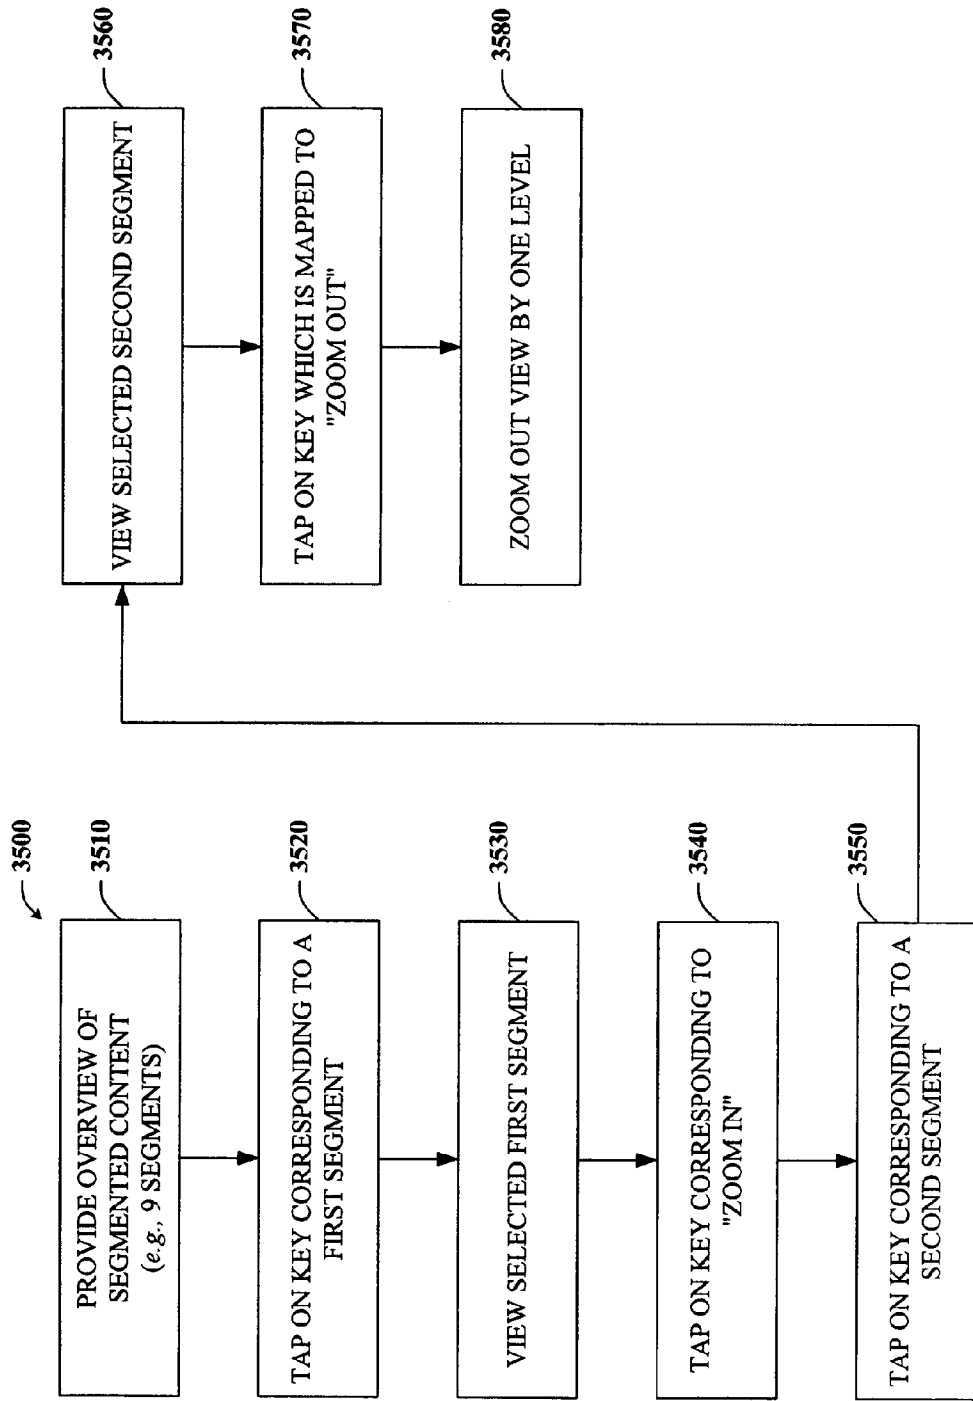 3500
3510
PROVIDE OVERVIEW OF
SEGMENTED CONTENT
(e.g., 9 SEGMENTS)
3520
TAP ON KEY CORRESPONDING TO A
FIRST SEGMENT
3530
VIEW SELECTED FIRST SEGMENT
3540
TAP ON KEY CORRESPONDING TO
"ZOOM IN"
3550
TAP ON KEY CORRESPONDING TO A
SECOND SEGMENT
3560
VIEW SELECTED SECOND SEGMENT
3570
TAP ON KEY WHICH IS MAPPED TO
"ZOOM OUT"
3580
ZOOM OUT VIEW BY ONE LEVEL